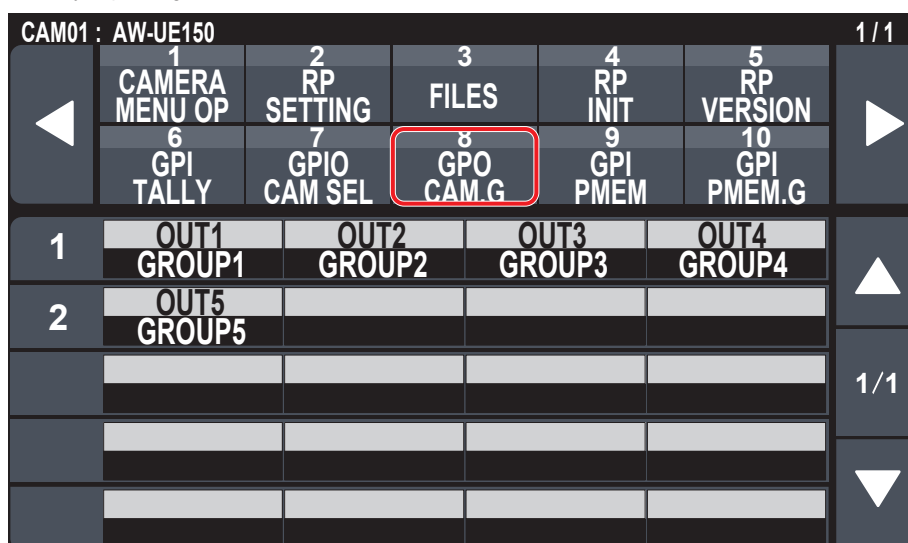 CAM01 : AW-UE150 1 / 1
1 2 3 4 5
CAMERA MENU OP
RP SETTING
FILES
RP INIT
RP VERSION
6 7 8 9 10
GPI TALLY
GPIO CAM SEL
GPO CAM.G
GPI PMEM
GPI PMEM.G
1 OUT1 OUT2 OUT3 OUT4
GROUP1 GROUP2 GROUP3 GROUP4
2 OUT5
GROUP5
1/1